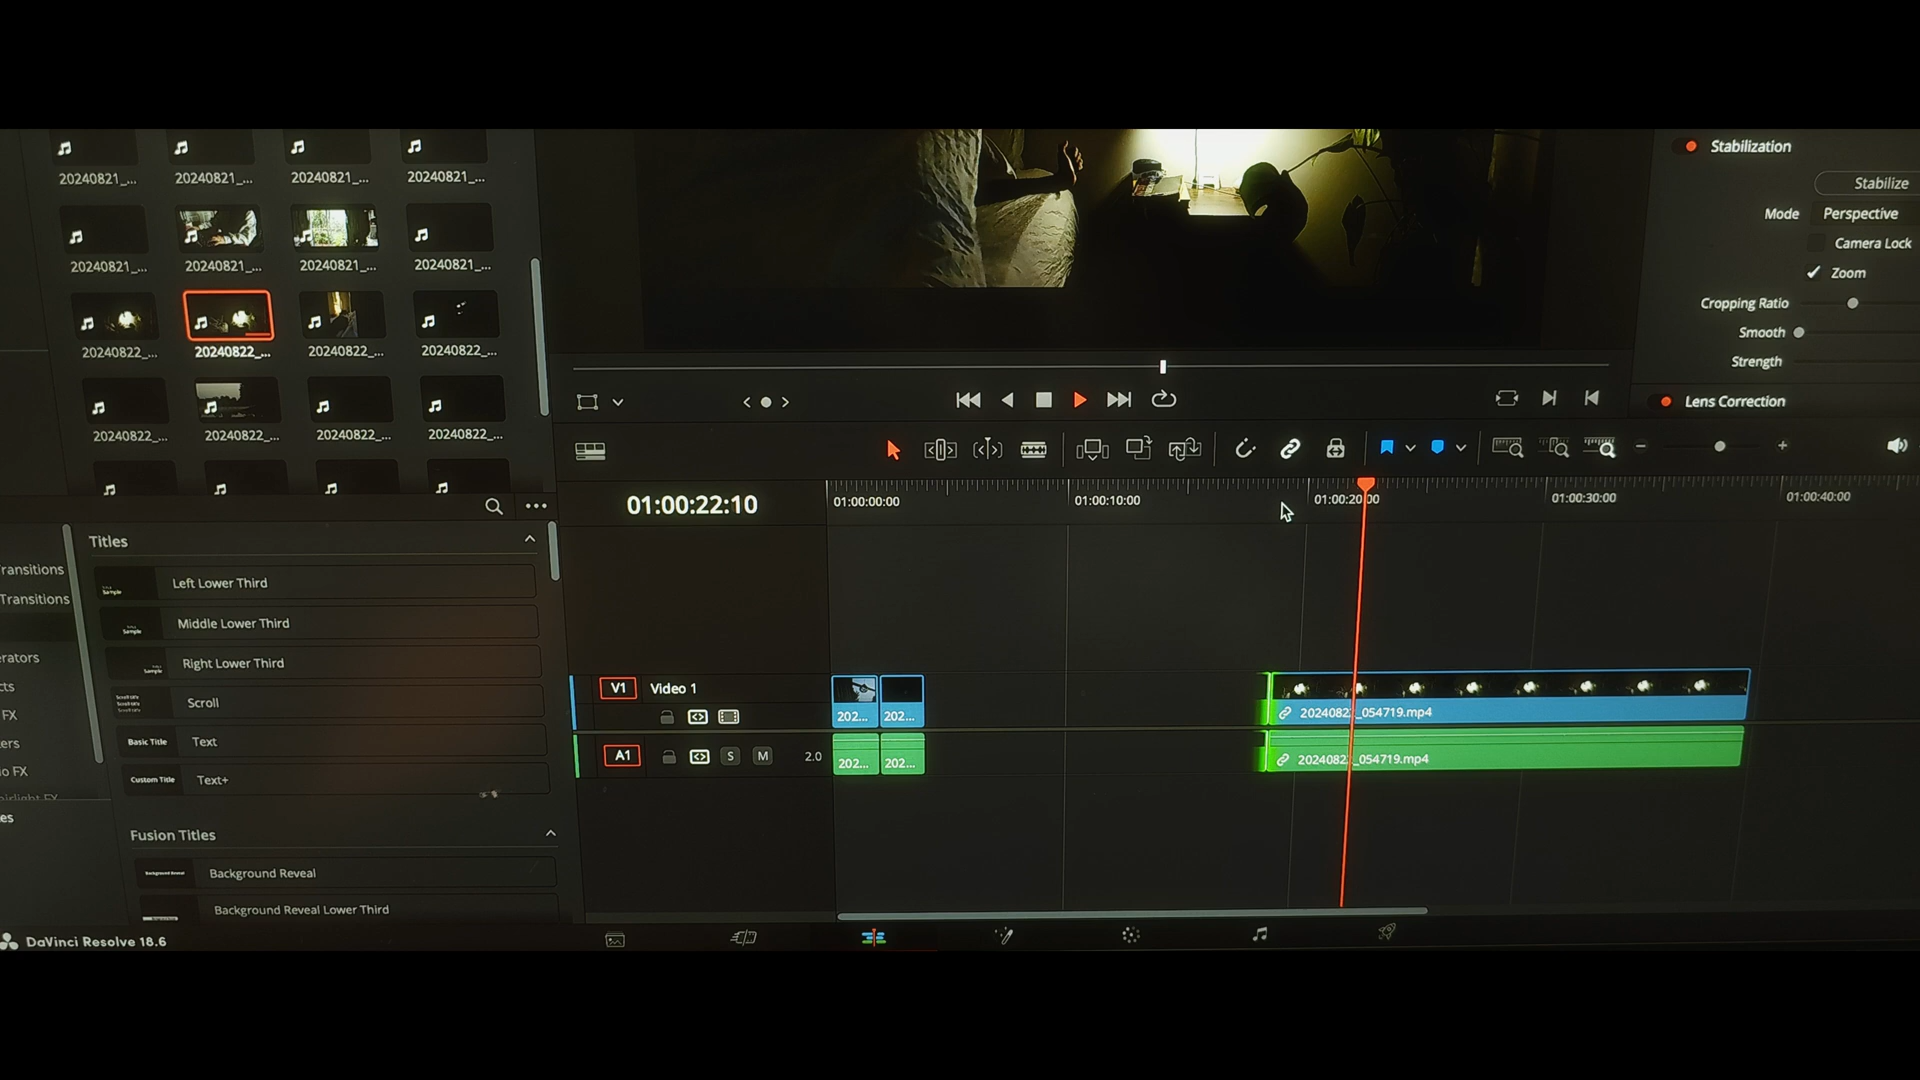 20240821_... 20240821_... 20240821_... 20240821_...
20240821_... 20240821_... 20240821_... 20240821_...
20240822_... 20240822_... 20240822_... 20240822_...
20240822_... 20240822_... 20240822_... 20240822_...
Stabilization
Stabilize
Mode Perspective
Camera Lock
Zoom
Cropping Ratio
Smooth
Strength
Lens Correction
01:00:22:10
01:00:00:00 01:00:10:00 01:00:20:00 01:00:30:00 01:00:40:00
ransitions
Transitions
erators
cts
FX
ers
o FX
es
Titles
Left Lower Third
Middle Lower Third
Right Lower Third
Scroll
Basic Title Text
Custom Title Text+
Fusion Titles
Background Reveal Background Reveal
Background Reveal Lower Third
V1 Video 1
202... 202...
A1 S M 2.0
202... 202...
_054719.mp4
_054719.mp4
DaVinci Resolve 18.6